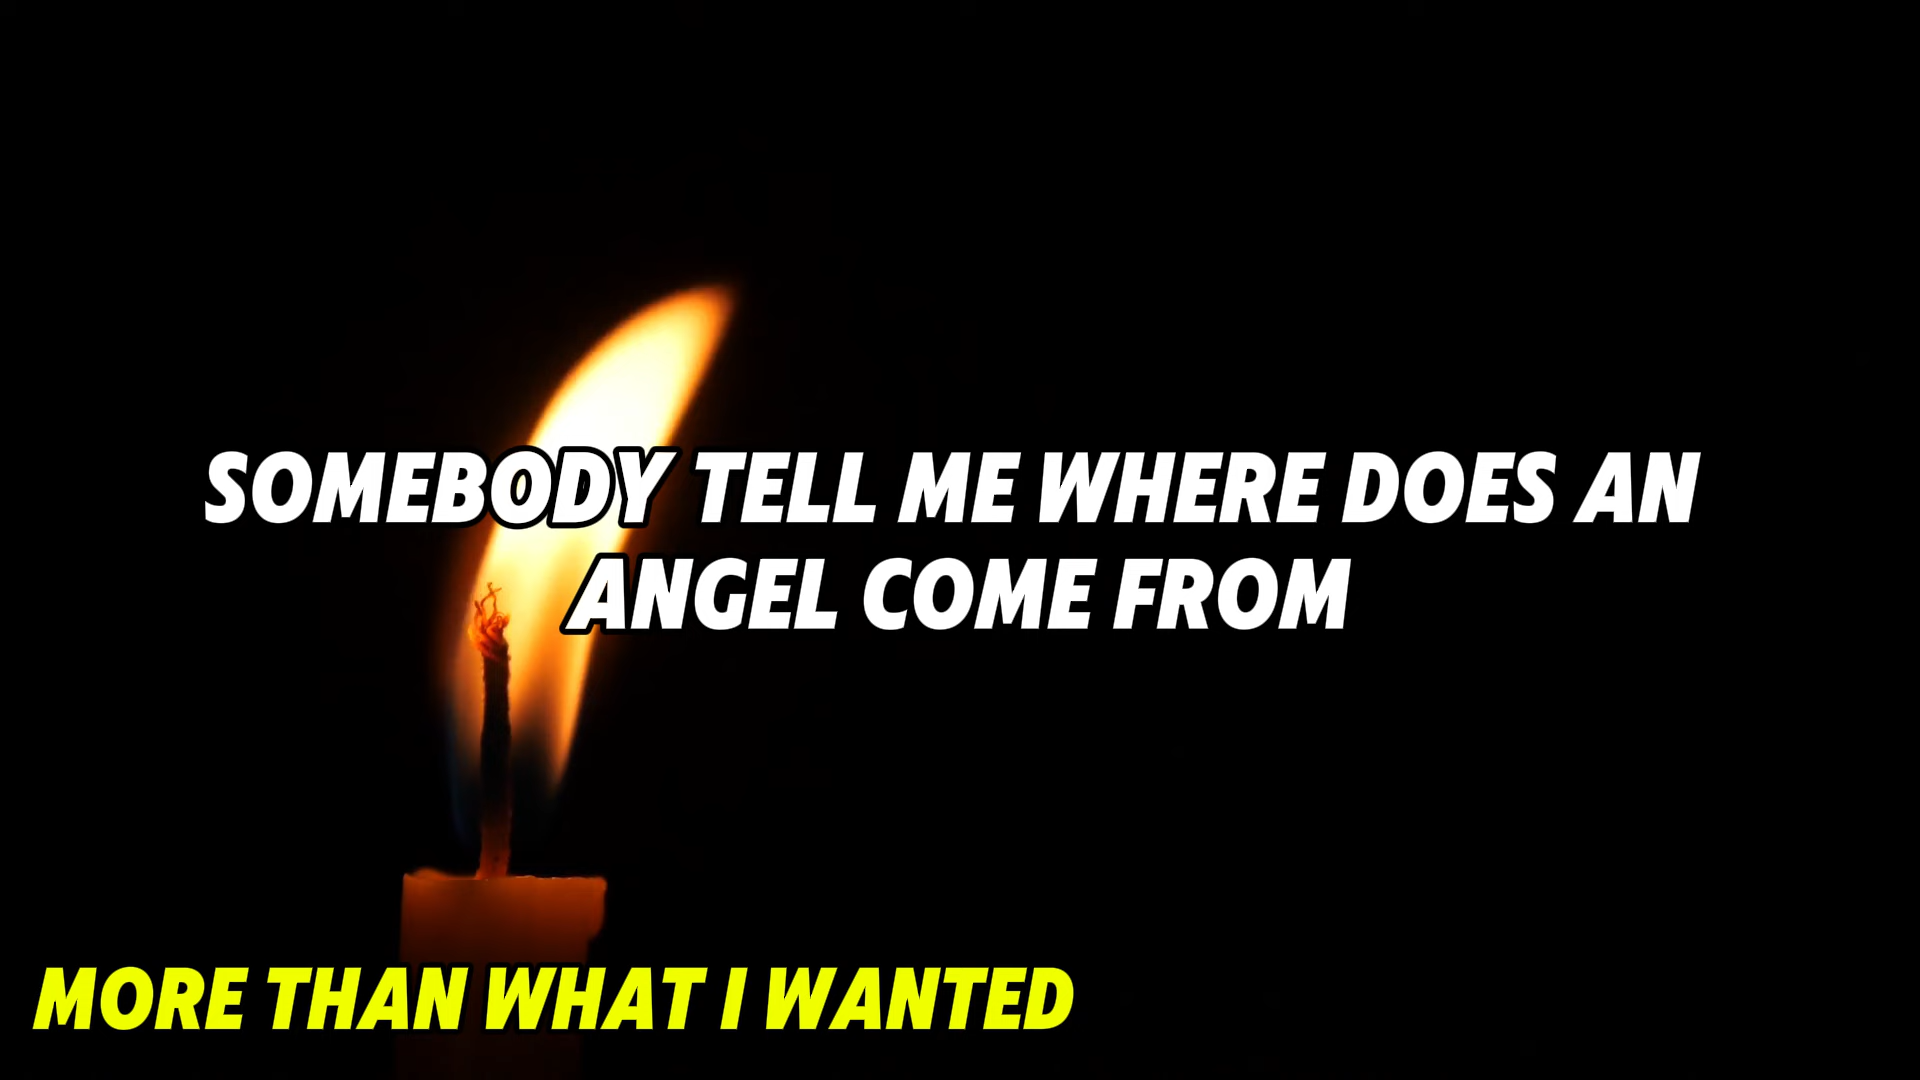 SOMEBODY TELL ME WHERE DOES AN
ANGEL COME FROM
MORE THAN WHAT I WANTED